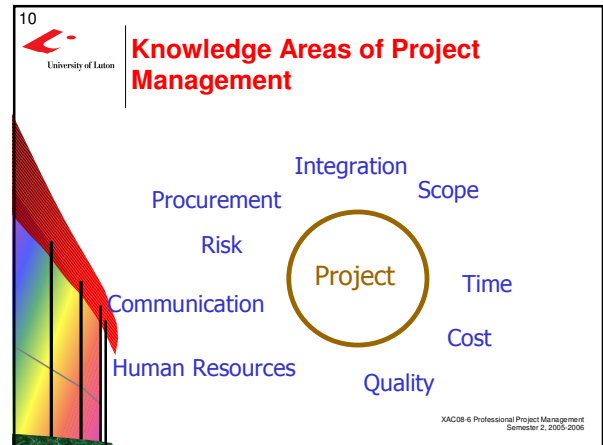 10
University of Luton
Knowledge Areas of Project
Management
Integration
Scope
Procurement
Risk
Project
Time
Communication
Cost
Human Resources
Quality
XAC08-6 Professional Project Management
Semester 2, 2005-2006